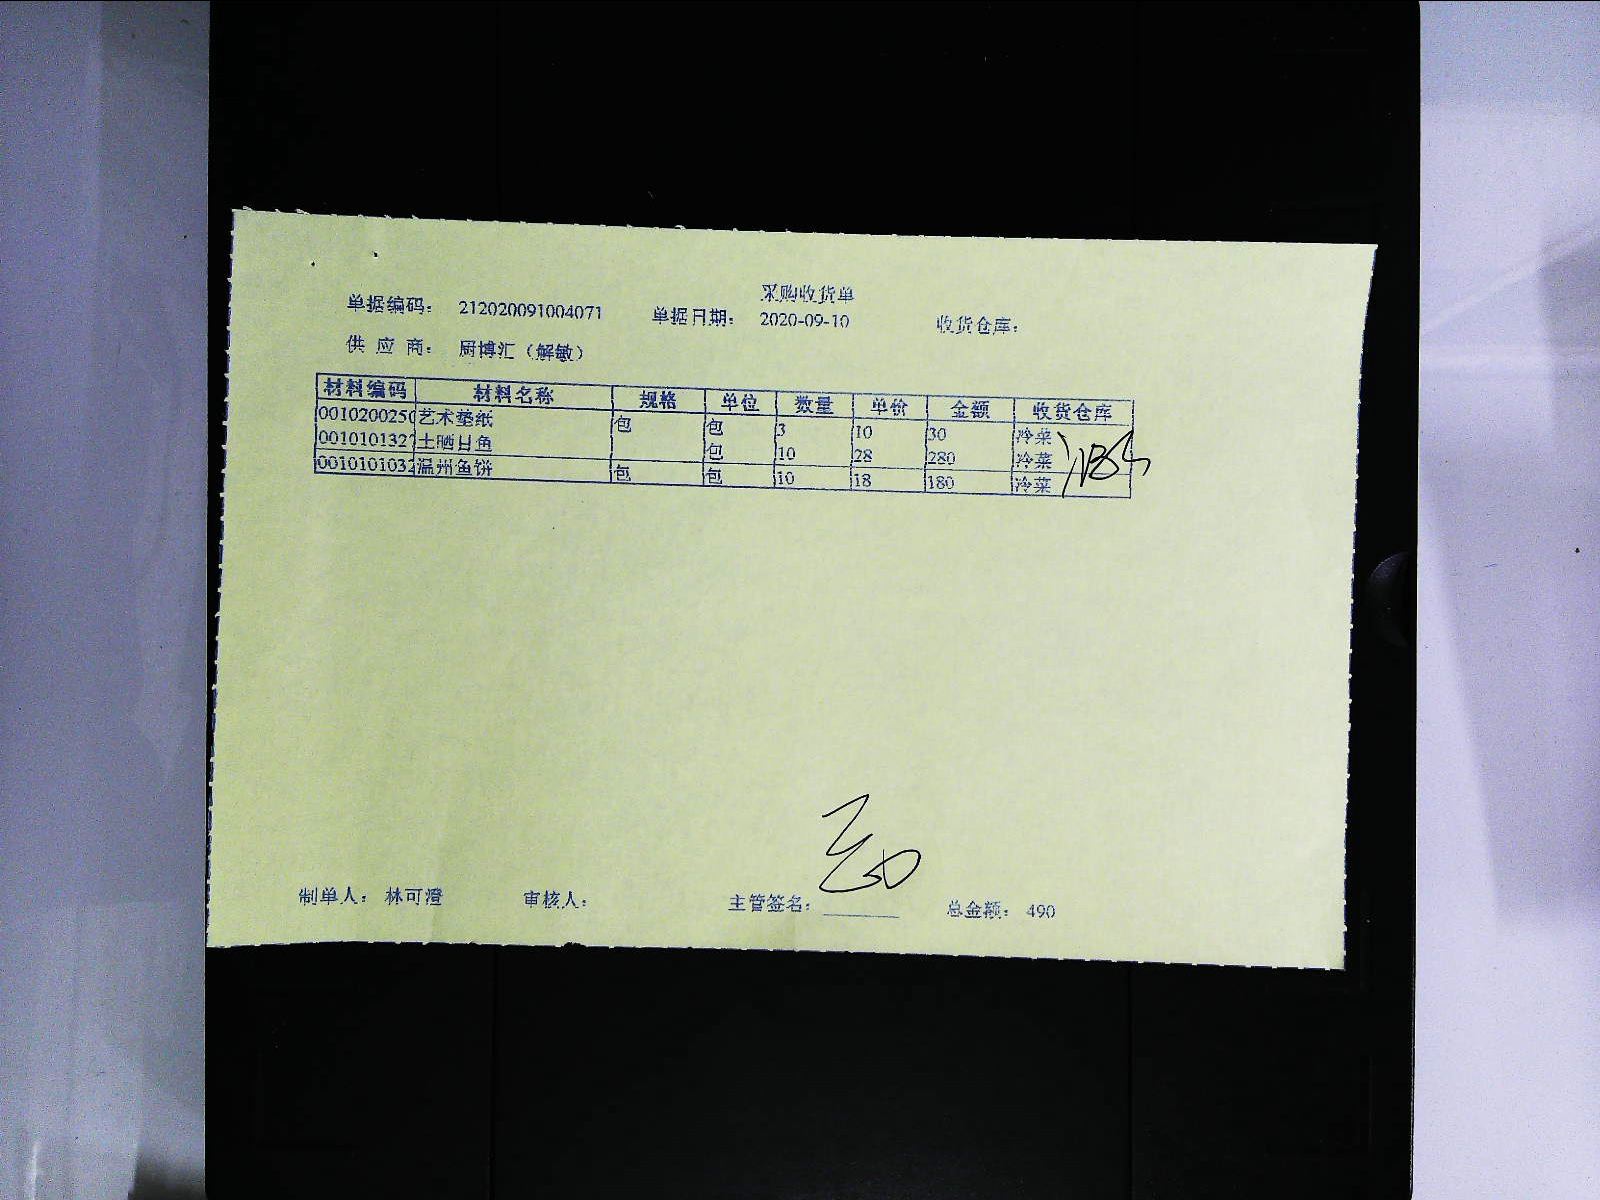 采购收货单
单据编码: 212020091004071 单据日期: 2020-09-10 收货仓库:
供 应 商: 厨博汇（解敏）
材料编码 材料名称 规格 单位 数量 单价 金额 收货仓库
001020025 艺术垫纸 包 包 3 10 30 冷菜
001010132 土晒目鱼 包 10 28 280 冷菜
001010103 温州鱼饼 包 包 10 18 180 冷菜
制单人: 林可澄 审核人: 主管签名: 总金额: 490